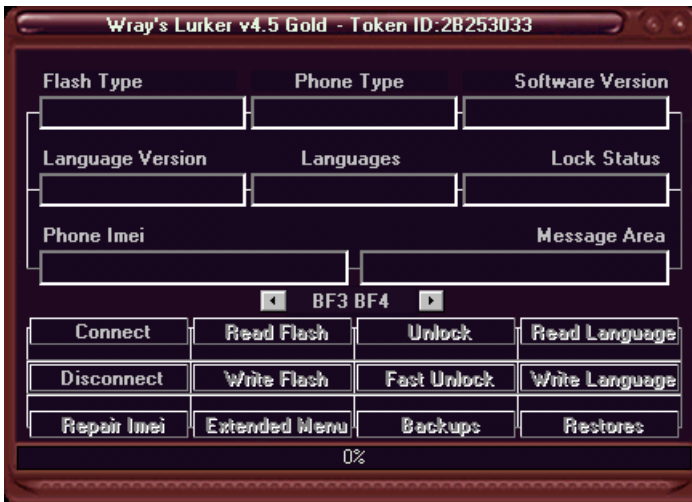 Wray's Lurker v4.5 Gold - Token ID:2B253033
Flash Type Phone Type Software Version
Language Version Languages Lock Status
Phone Imei Message Area
BF3 BF4
Connect Read Flash Unlock Read Language
Disconnect Write Flash Fast Unlock Write Language
Repair Imei Extended Menu Backups Restores
0%